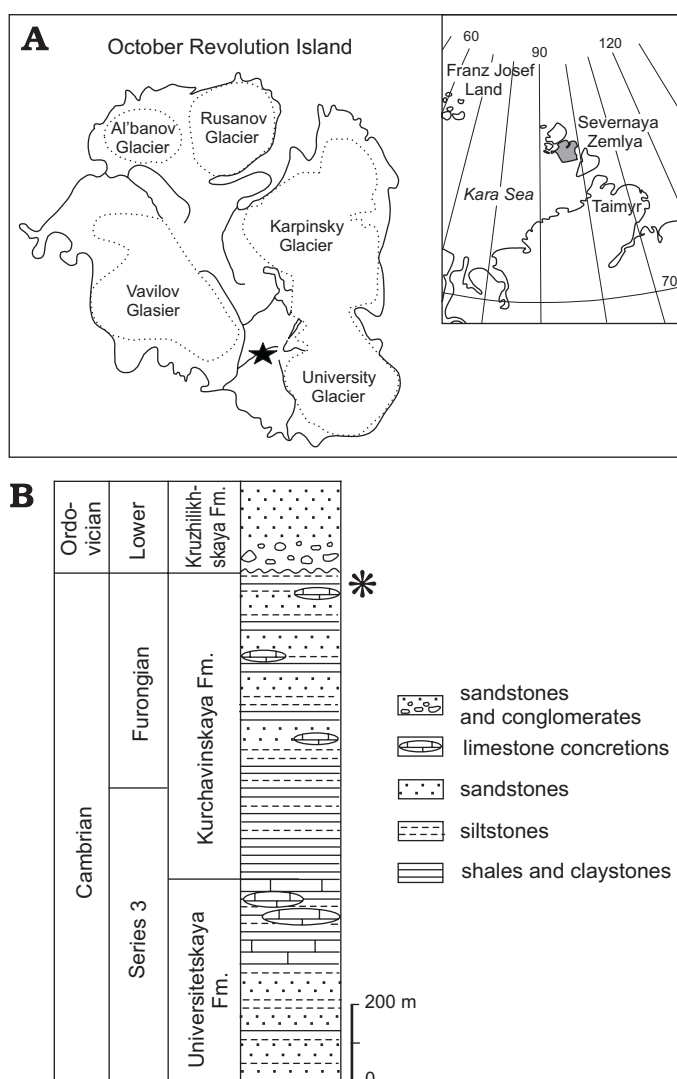 A
October Revolution Island
Al'banov
Glacier
Rusanov
Glacier
Karpinsky
Glacier
Vavilov
Glasier
University
Glacier
60
90
120
Franz Josef
Land
Severnaya
Zemlya
Kara Sea
Taimyr
70
B
Ordo-
vician
Lower
Kruzhilikh-
skaya Fm.
Cambrian
Furongian
Series 3
Kurchavinskaya Fm.
Universitetskaya
Fm.
sandstones
and conglomerates
limestone concretions
sandstones
siltstones
shales and claystones
200 m
0